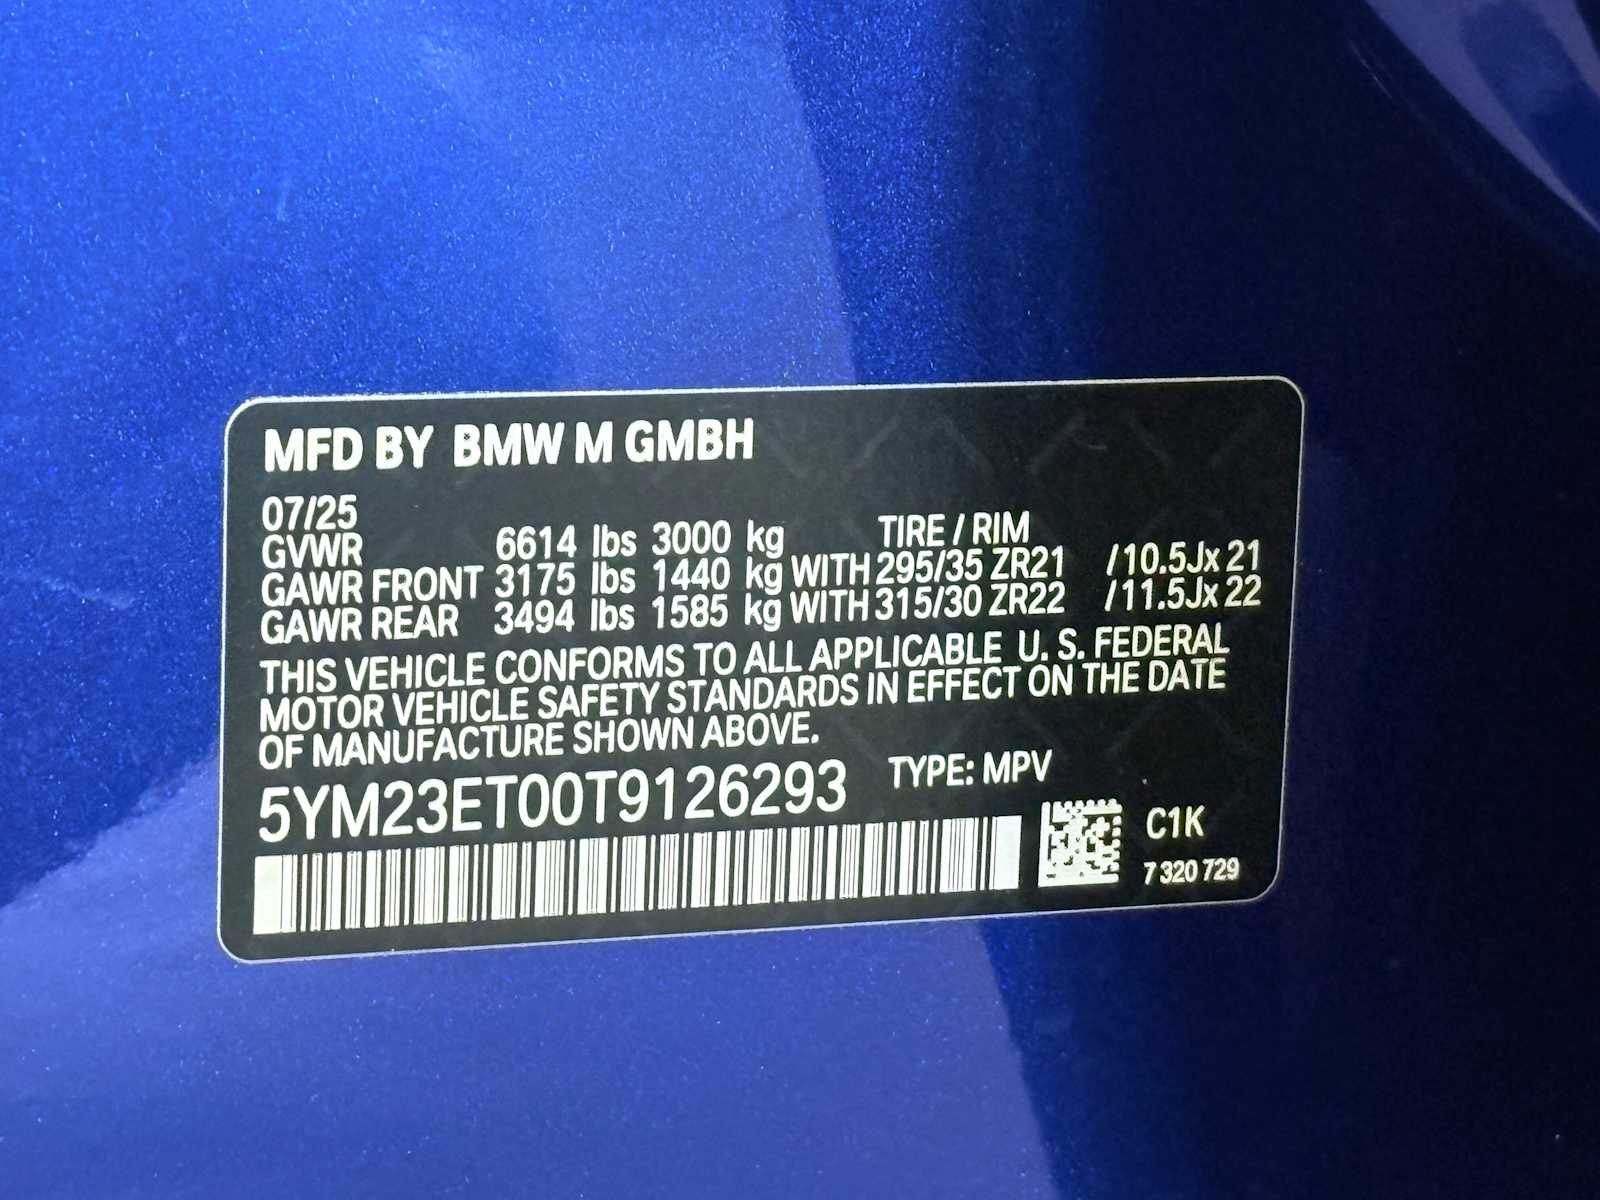 MFD BY BMW M GMBH
07/25
TIRE / RIM
GVWR 6614 lbs 3000 kg
GAWR FRONT 3175 lbs 1440 kg WITH 295/35 ZR21 /10.5Jx 21
GAWR REAR 3494 lbs 1585 kg WITH 315/30 ZR22 /11.5Jx 22
THIS VEHICLE CONFORMS TO ALL APPLICABLE U. S. FEDERAL
MOTOR VEHICLE SAFETY STANDARDS IN EFFECT ON THE DATE
OF MANUFACTURE SHOWN ABOVE.
5YM23ET00T9126293 TYPE: MPV
C1K
7 320 729